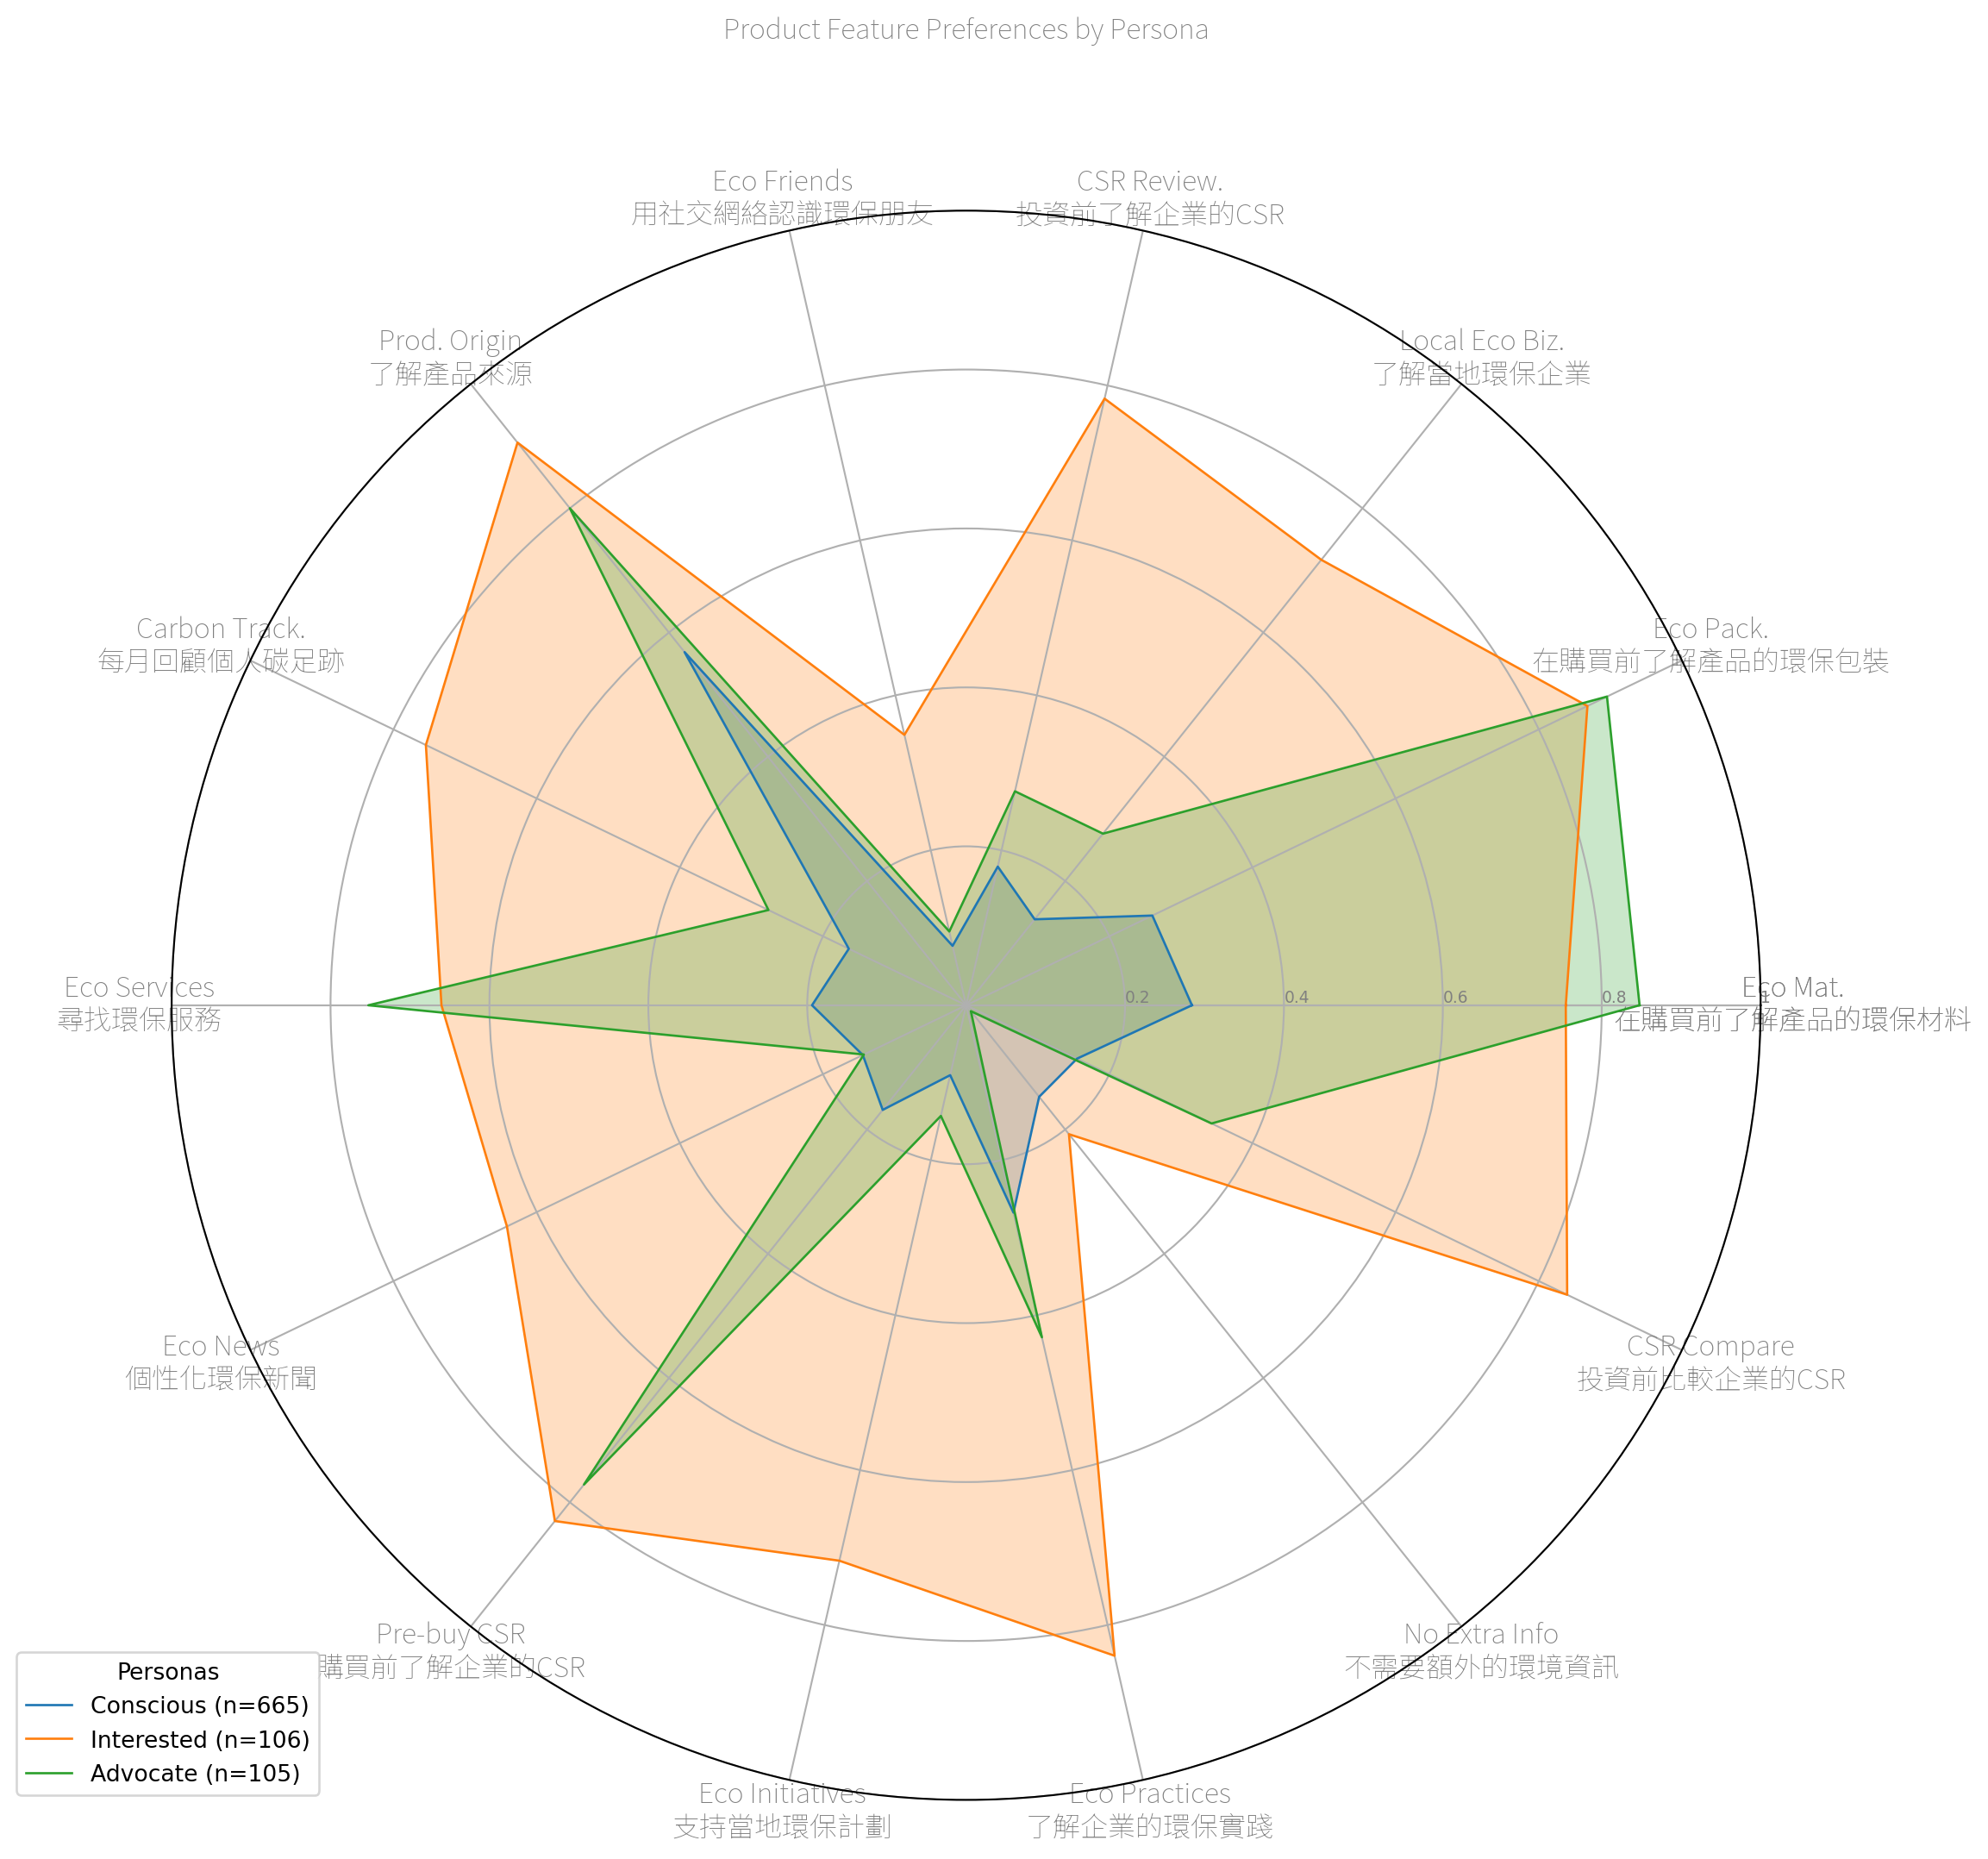 Product Feature Preferences by Persona
Eco Friends
用社交網絡認識環保朋友
CSR Review.
投資前了解企業的CSR
Prod. Origin
了解產品來源
Local Eco Biz.
了解當地環保企業
Carbon Track.
每月回顧個人碳足跡
Eco Pack.
在購買前了解產品的環保包裝
Eco Services
尋找環保服務
0.2
0.4
0.6
0.8
1
Eco Mat.
在購買前了解產品的環保材料
Eco News
個性化環保新聞
CSR Compare
投資前比較企業的CSR
Pre-buy CSR
購買前了解企業的CSR
No Extra Info
不需要額外的環境資訊
Eco Initiatives
支持當地環保計劃
Eco Practices
了解企業的環保實踐
Personas
Conscious (n=665)
Interested (n=106)
Advocate (n=105)